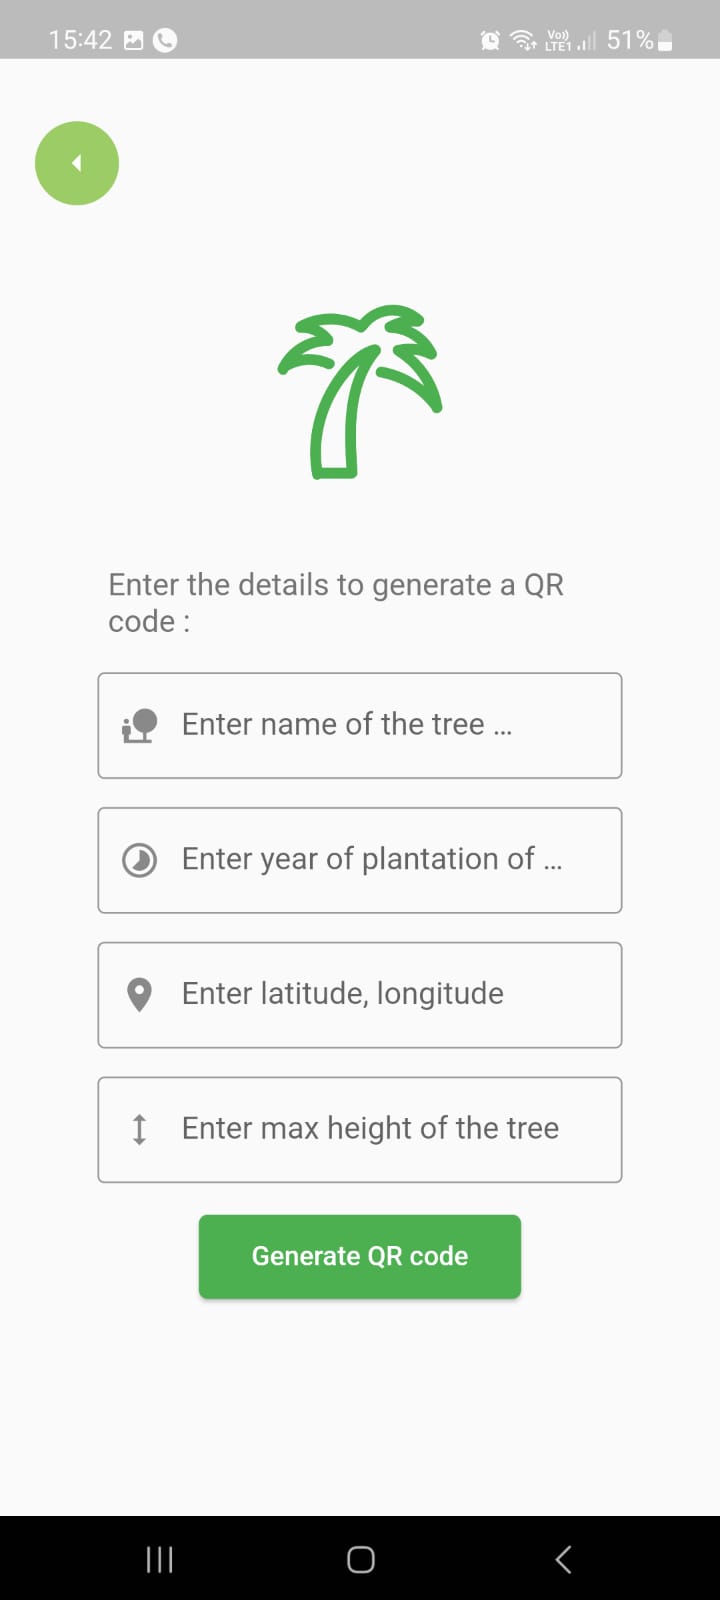 15:42 Vo)) LTE1 51%
Enter the details to generate a QR
code :
Enter name of the tree ...
Enter year of plantation of ...
Enter latitude, longitude
Enter max height of the tree
Generate QR code